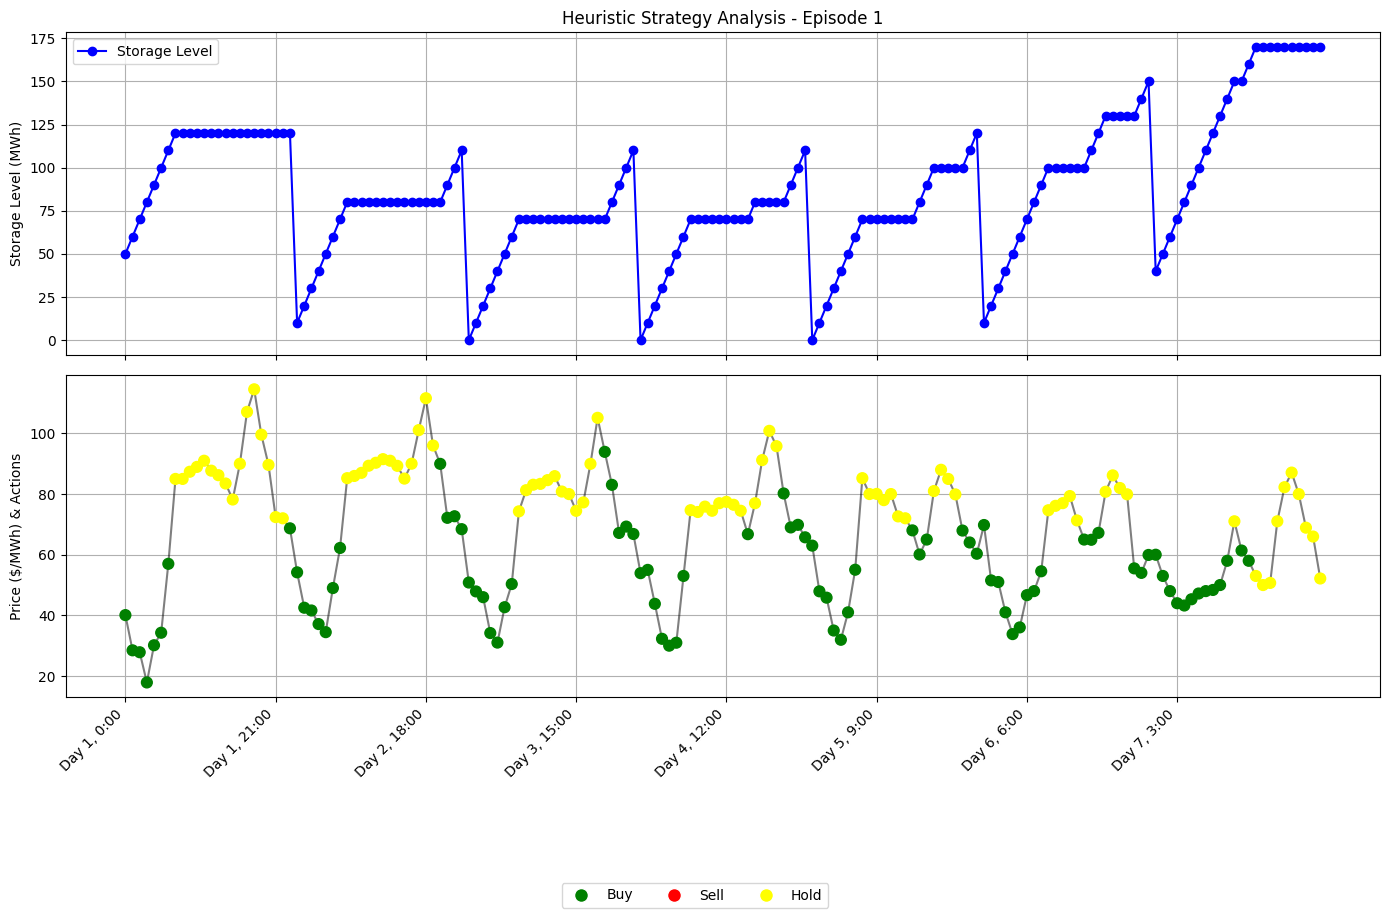 Heuristic Strategy Analysis - Episode 1
Storage Level
Storage Level (MWh)
175
150
125
100
75
50
25
0
Price ($/MWh) & Actions
100
80
60
40
20
Day 1, 0:00
Day 1, 21:00
Day 2, 18:00
Day 3, 15:00
Day 4, 12:00
Day 5, 9:00
Day 6, 6:00
Day 7, 3:00
Buy
Sell
Hold